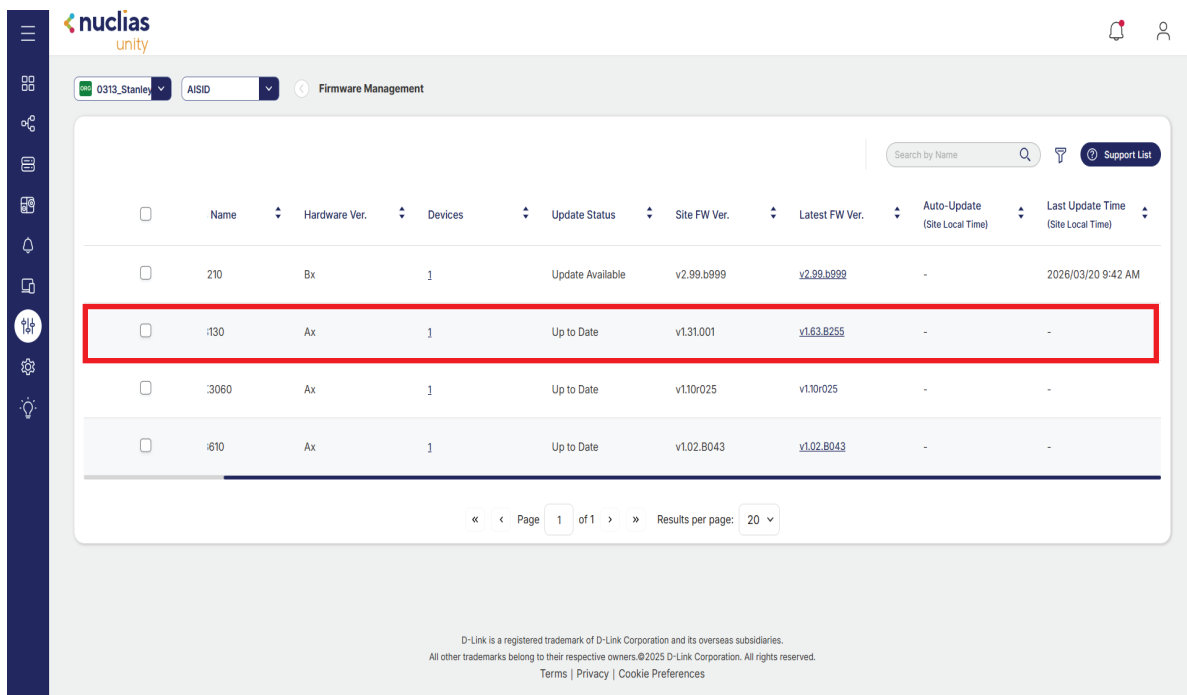 nuclias
unity
ORG 0313_Stanley AISID Firmware Management
Search by Name Support List
Name Hardware Ver. Devices Update Status Site FW Ver. Latest FW Ver. Auto-Update (Site Local Time) Last Update Time (Site Local Time)
210 Bx 1 Update Available v2.99.b999 v2.99.b999 - 2026/03/20 9:42 AM
130 Ax 1 Up to Date v1.31.001 v1.63.B255 - -
3060 Ax 1 Up to Date v1.10r025 v1.10r025 - -
610 Ax 1 Up to Date v1.02.B043 v1.02.B043 - -
« ‹ Page 1 of 1 › » Results per page: 20
D-Link is a registered trademark of D-Link Corporation and its overseas subsidiaries.
All other trademarks belong to their respective owners.©2025 D-Link Corporation. All rights reserved.
Terms | Privacy | Cookie Preferences